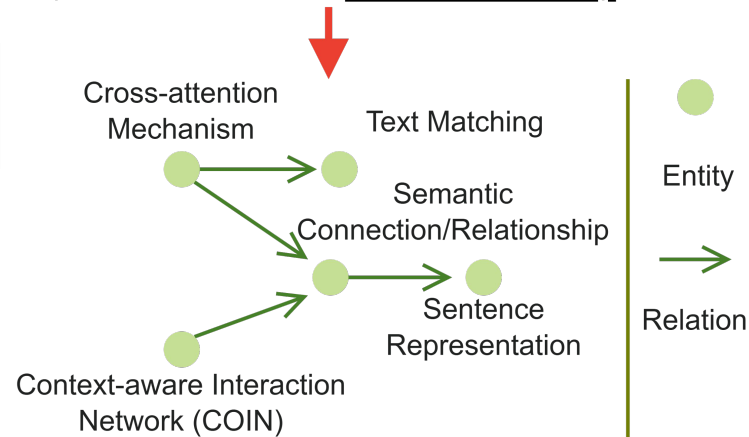 Cross-attention
Mechanism
Text Matching
Semantic
Connection/Relationship
Sentence
Representation
Context-aware Interaction
Network (COIN)
Entity
Relation